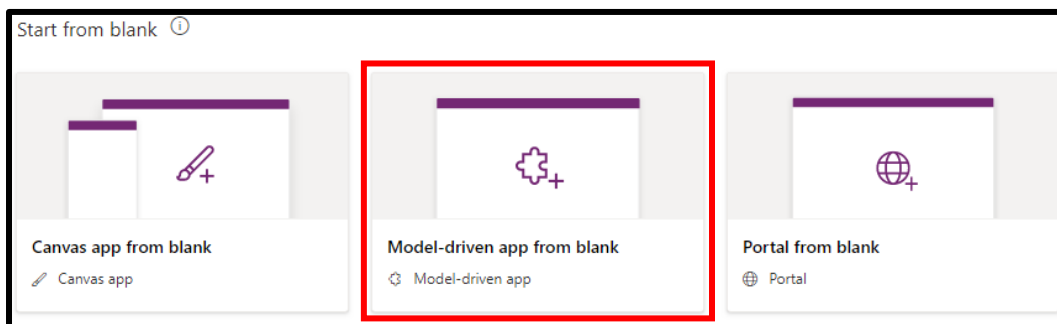 Start from blank
Canvas app from blank
Canvas app
Model-driven app from blank
Model-driven app
Portal from blank
Portal